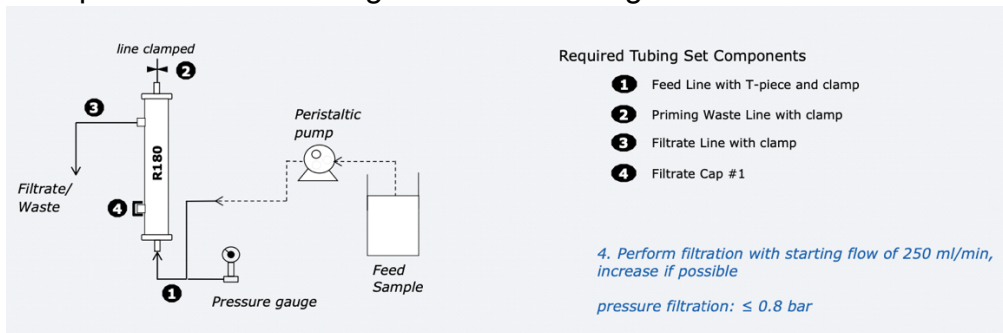 line clamped
2
3
Peristaltic
pump
R180
Filtrate/
Waste
4
1
Pressure gauge
Feed
Sample
Required Tubing Set Components
1 Feed Line with T-piece and clamp
2 Priming Waste Line with clamp
3 Filtrate Line with clamp
4 Filtrate Cap #1
4. Perform filtration with starting flow of 250 ml/min,
increase if possible
pressure filtration: ≤ 0.8 bar